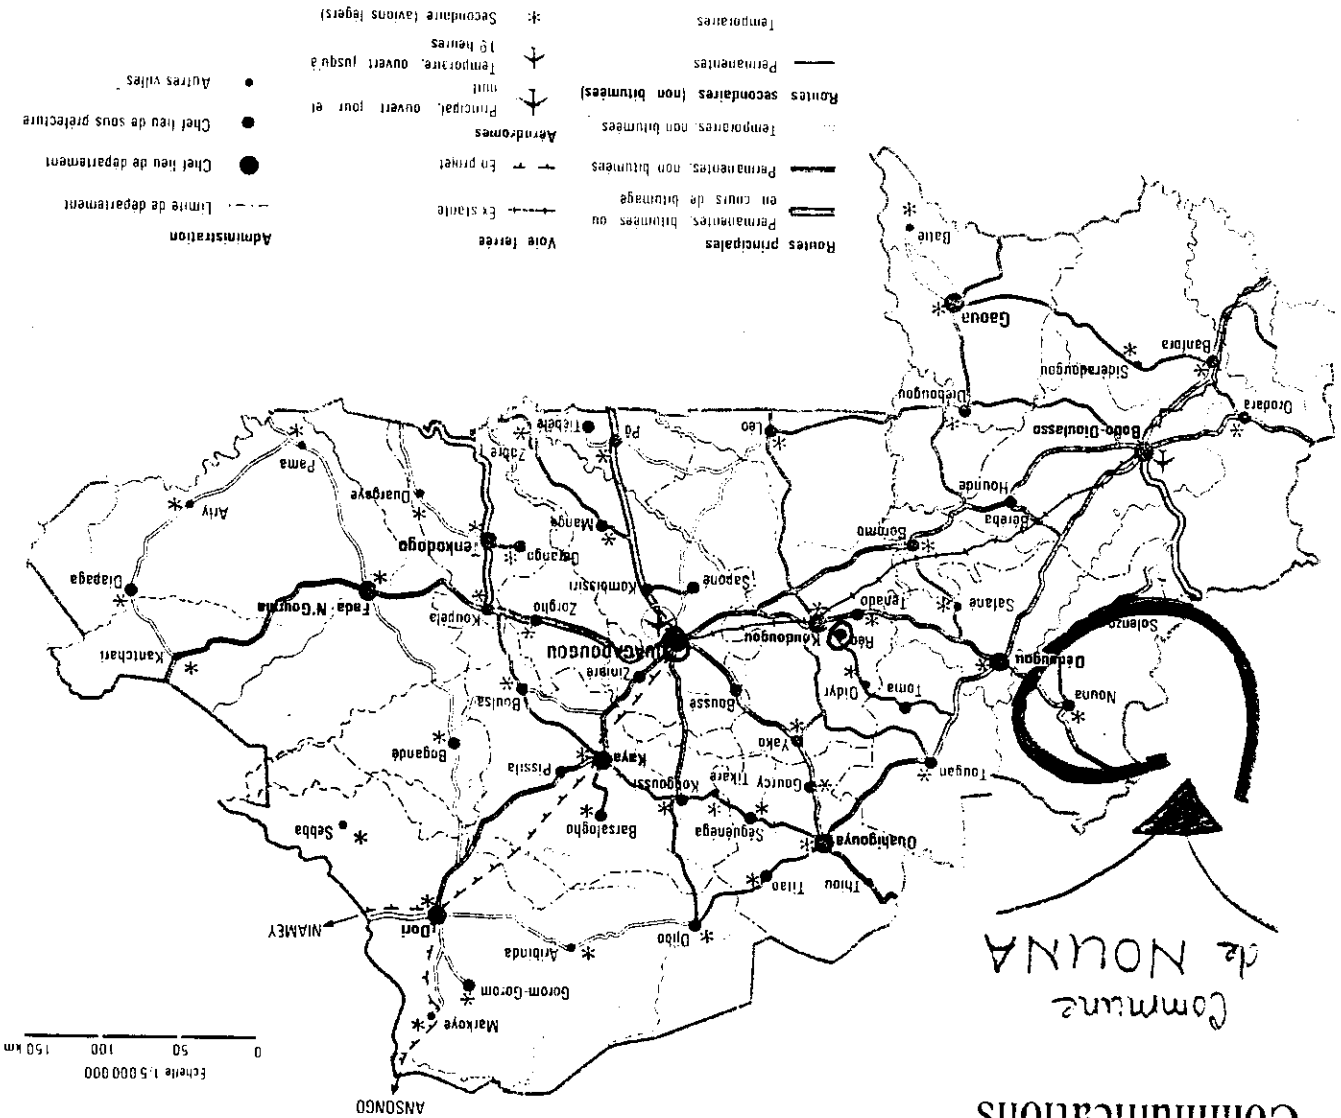 Communications
Commune
de NOUNA
ANSONGO
Echelle 1.5 000 000
0 50 100 150 km
Markoye
Gorom-Gorom
Aribinda
Djibo
Dori
NIAMEY
Thiou
Titao
Ouahigouya
Séguénéga
Tikaré
Kongoussi
Barsalogho
Sebba
Tougan
Gourcy
Yako
Kaya
Pissila
Bogandé
Nouna
Toma
Didyr
Boussé
Ziniaré
Boulsa
Solenzo
Dédougou
Réo
Koudougou
OUAGADOUGOU
Kantchari
Safané
Ténado
Saponé
Kombissiri
Zorgho
Koupéla
Fada N'Gourma
Diapaga
Béréba
Boromo
Manga
Garango
Tenkodogo
Houndé
Ouargaye
Arly
Bobo-Dioulasso
Orodara
Diébougou
Léo
Pô
Tiébélé
Zabré
Pama
Banfora
Sidéradougou
Gaoua
Batié
Routes principales
Permanentes, bitumées ou
en cours de bitumage
Permanentes, non bitumées
Temporaires, non bitumées
Routes secondaires (non bitumées)
Permanentes
Temporaires
Voie ferrée
Existante
En projet
Aérodromes
Principal, ouvert jour et
nuit
Temporaire, ouvert jusqu'à
19 heures
Secondaire (avions légers)
Administration
Limite de département
Chef lieu de département
Chef lieu de sous préfecture
Autres villes